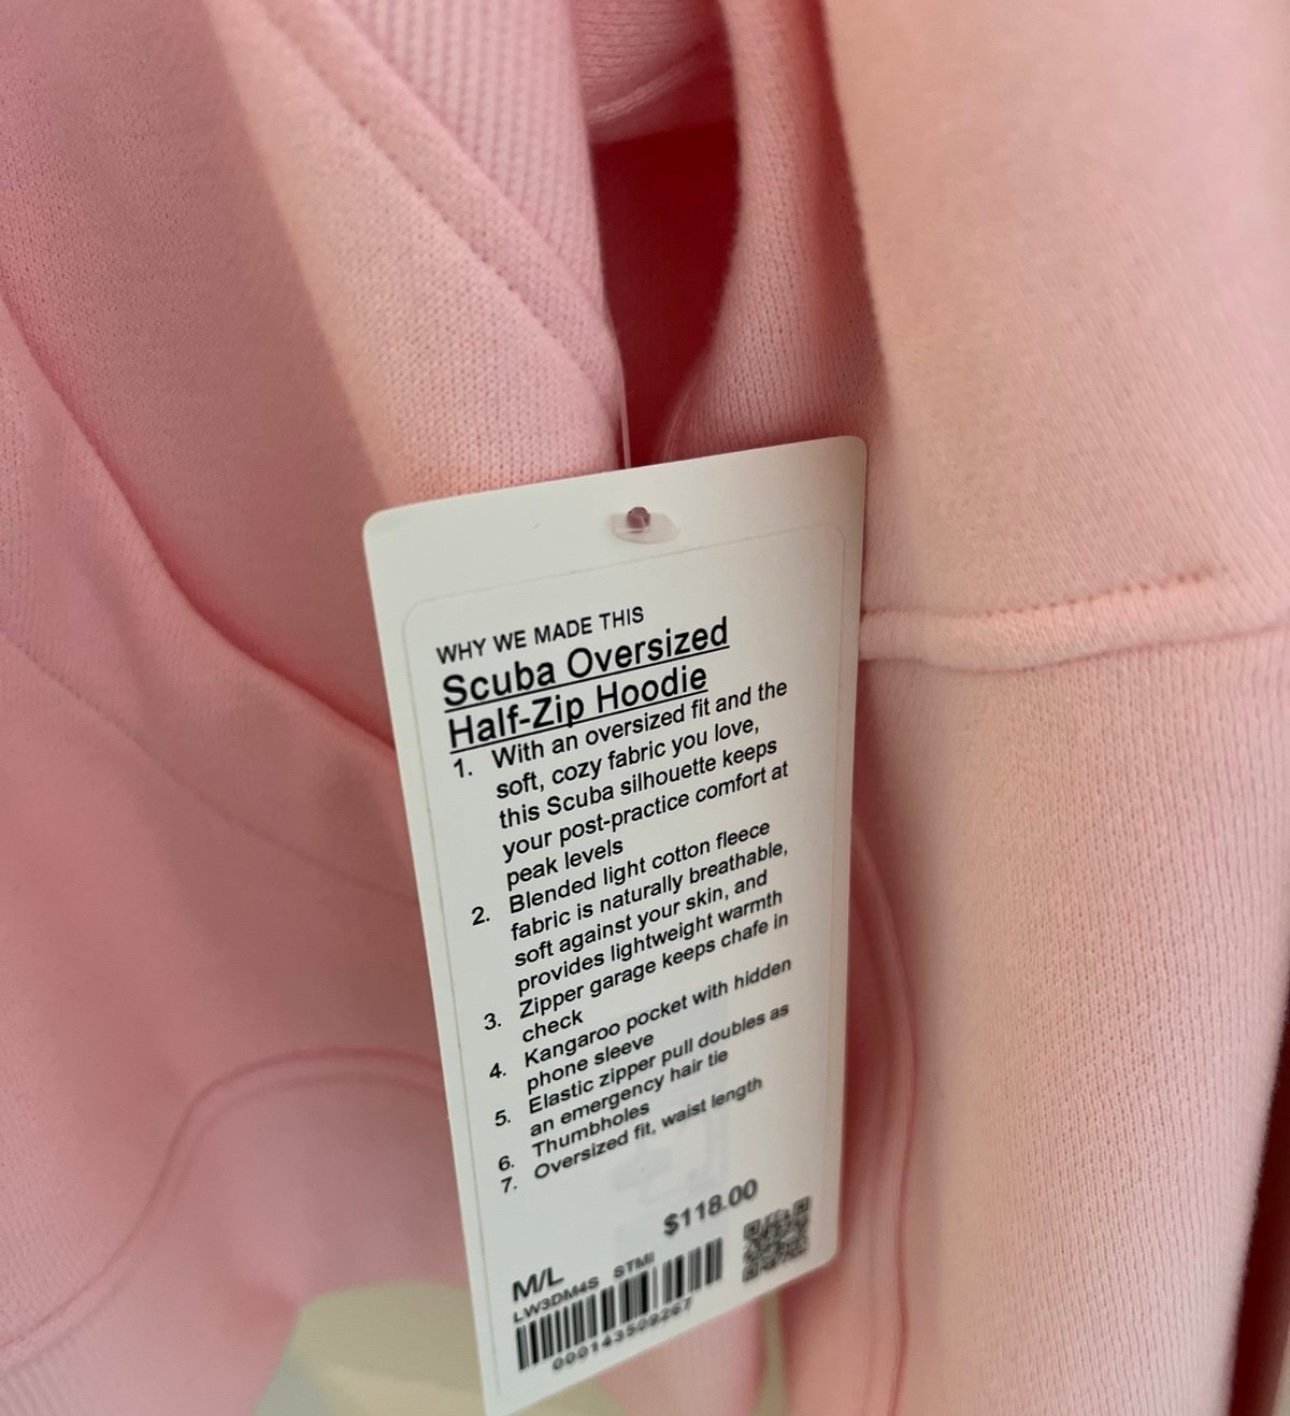 WHY WE MADE THIS
Scuba Oversized
Half-Zip Hoodie
1. With an oversized fit and the
soft, cozy fabric you love,
this Scuba silhouette keeps
your post-practice comfort at
peak levels
2. Blended light cotton fleece
fabric is naturally breathable,
soft against your skin, and
provides lightweight warmth
3. Zipper garage keeps chafe in
check
4. Kangaroo pocket with hidden
phone sleeve
5. Elastic zipper pull doubles as
an emergency hair tie
6. Thumbholes
7. Oversized fit, waist length
$118.00
M/L
LW3DM4S STMI